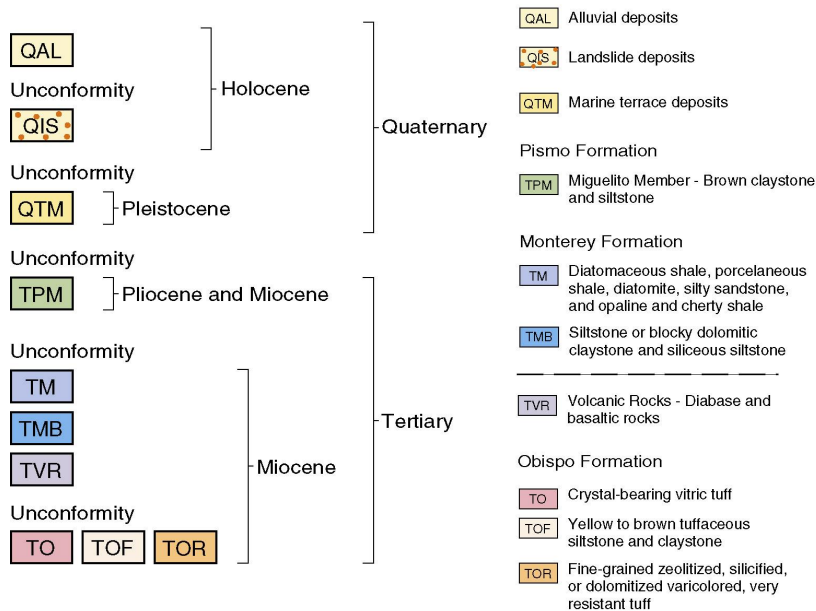 QAL
Unconformity
QIS
Holocene
Unconformity
QTM
Pleistocene
Quaternary
Unconformity
TPM
Pliocene and Miocene
Unconformity
TM
TMB
TVR
Unconformity
TO TOF TOR
Miocene
Tertiary
QAL Alluvial deposits
QIS Landslide deposits
QTM Marine terrace deposits
Pismo Formation
TPM Miguelito Member - Brown claystone
and siltstone
Monterey Formation
TM Diatomaceous shale, porcelaneous
shale, diatomite, silty sandstone,
and opaline and cherty shale
TMB Siltstone or blocky dolomitic
claystone and siliceous siltstone
TVR Volcanic Rocks - Diabase and
basaltic rocks
Obispo Formation
TO Crystal-bearing vitric tuff
TOF Yellow to brown tuffaceous
siltstone and claystone
TOR Fine-grained zeolitized, silicified,
or dolomitized varicolored, very
resistant tuff